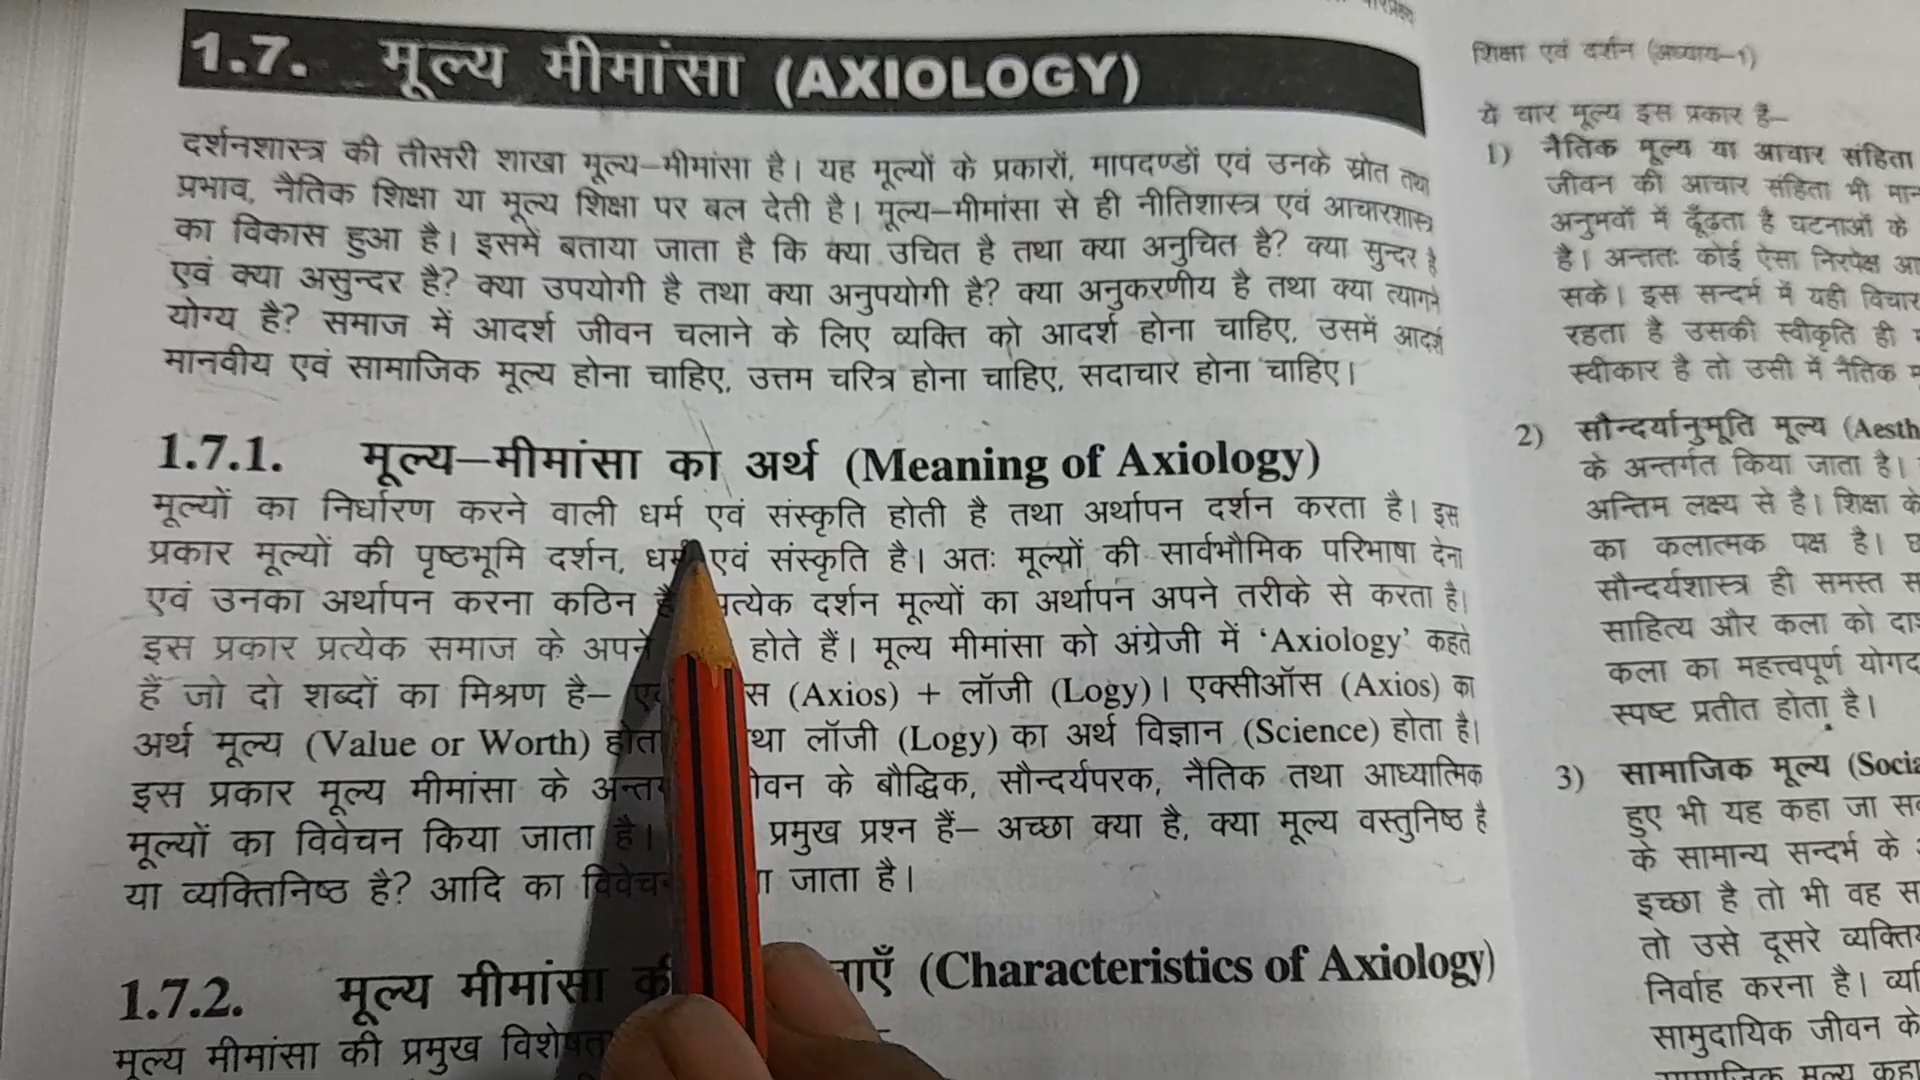 1.7. मूल्य मीमांसा (AXIOLOGY)
दर्शनशास्त्र की तीसरी शाखा मूल्य–मीमांसा है। यह मूल्यों के प्रकारों, मापदण्डों एवं उनके स्रोत तथा
प्रभाव, नैतिक शिक्षा या मूल्य शिक्षा पर बल देती है। मूल्य–मीमांसा से ही नीतिशास्त्र एवं आचारशास्त्र
का विकास हुआ है। इसमें बताया जाता है कि क्या उचित है तथा क्या अनुचित है? क्या सुन्दर है
एवं क्या असुन्दर है? क्या उपयोगी है तथा क्या अनुपयोगी है? क्या अनुकरणीय है तथा क्या त्यागने
योग्य है? समाज में आदर्श जीवन चलाने के लिए व्यक्ति को आदर्श होना चाहिए, उसमें आदर्श
मानवीय एवं सामाजिक मूल्य होना चाहिए, उत्तम चरित्र होना चाहिए, सदाचार होना चाहिए।
1.7.1. मूल्य–मीमांसा का अर्थ (Meaning of Axiology)
मूल्यों का निर्धारण करने वाली धर्म एवं संस्कृति होती है तथा अर्थापन दर्शन करता है। इस
प्रकार मूल्यों की पृष्ठभूमि दर्शन, धर्म एवं संस्कृति है। अतः मूल्यों की सार्वभौमिक परिभाषा देना
एवं उनका अर्थापन करना कठिन है प्रत्येक दर्शन मूल्यों का अर्थापन अपने तरीके से करता है।
इस प्रकार प्रत्येक समाज के अपने होते हैं। मूल्य मीमांसा को अंग्रेजी में ‘Axiology’ कहते
हैं जो दो शब्दों का मिश्रण है– (Axios) + लॉजी (Logy)। एक्सीऑस (Axios) का
अर्थ मूल्य (Value or Worth) होता तथा लॉजी (Logy) का अर्थ विज्ञान (Science) होता है।
इस प्रकार मूल्य मीमांसा के जीवन के बौद्धिक, सौन्दर्यपरक, नैतिक तथा आध्यात्मिक
मूल्यों का विवेचन किया जाता है। प्रमुख प्रश्न हैं– अच्छा क्या है, क्या मूल्य वस्तुनिष्ठ है
या व्यक्तिनिष्ठ है? आदि का जाता है।
1.7.2. मूल्य मीमांसा की (Characteristics of Axiology)
मूल्य मीमांसा की प्रमुख
शिक्षा एवं दर्शन (अध्याय–1)
ये चार मूल्य इस प्रकार है–
1) नैतिक मूल्य या आचार संहिता
जीवन की आचार संहिता भी
अनुभवों में ढूँढ़ता है घटनाओं के
है। अन्ततः कोई ऐसा निरपेक्ष
सके। इस सन्दर्भ में यही विचार
रहता है उसकी स्वीकृति ही
स्वीकार है तो उसी में नैतिक
2) सौन्दर्यानुभूति मूल्य (Aesth
के अन्तर्गत किया जाता है।
अन्तिम लक्ष्य से है। शिक्षा के
का कलात्मक पक्ष है।
सौन्दर्यशास्त्र ही समस्त
साहित्य और कला को
कला का महत्त्वपूर्ण
स्पष्ट प्रतीत होता है।
3) सामाजिक मूल्य (Socia
हुए भी यह कहा जा
के सामान्य सन्दर्भ के
इच्छा है तो भी वह
तो उसे दूसरे
निर्वाह करना है।
सामुदायिक जीवन के
सामाजिक मूल्य कहा